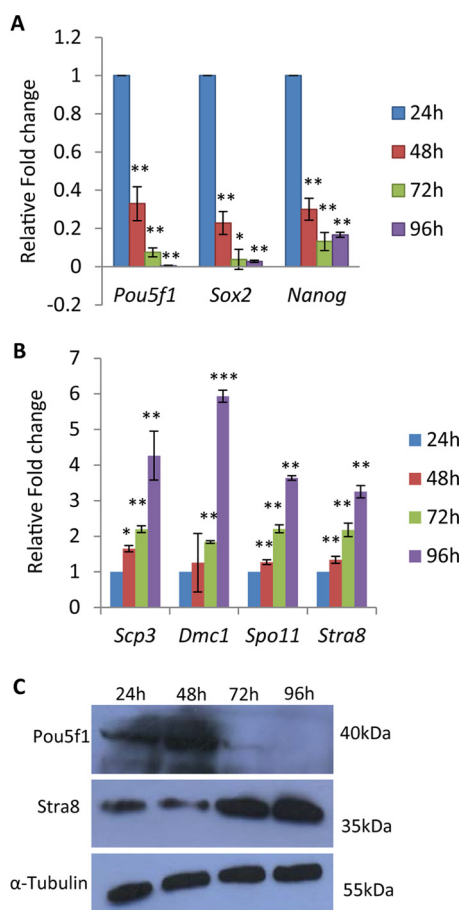 A
Relative Fold change
1.2
1
0.8
0.6
0.4
0.2
0
-0.2
** ** **
** * **
** ** **
Pou5f1 Sox2 Nanog
24h
48h
72h
96h
B
Relative Fold change
7
6
5
4
3
2
1
0
* ** **
** ***
** ** **
** ** **
Scp3 Dmc1 Spo11 Stra8
24h
48h
72h
96h
C
24h 48h 72h 96h
Pou5f1 40kDa
Stra8 35kDa
α-Tubulin 55kDa